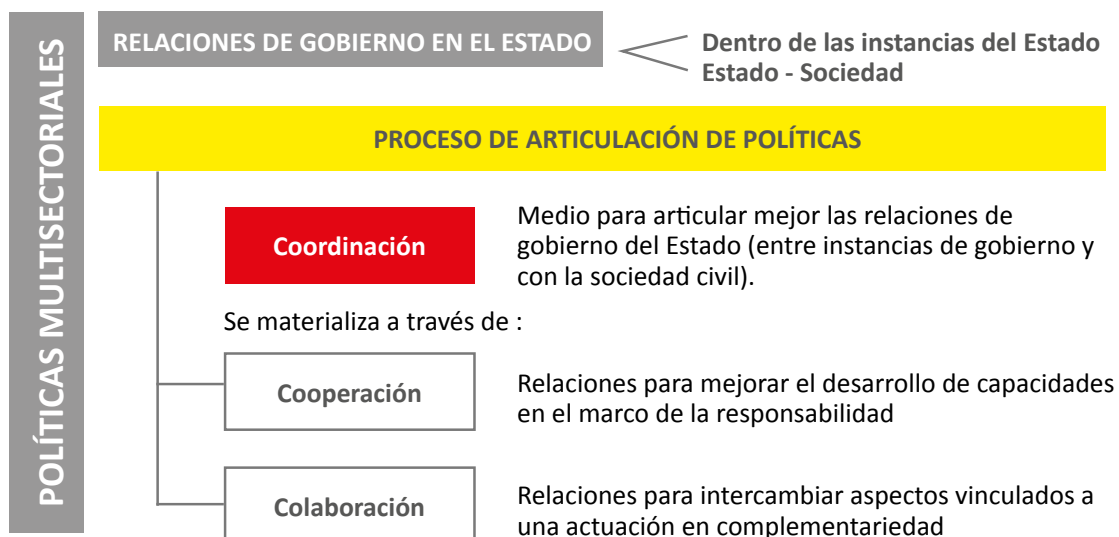 POLÍTICAS MULTISECTORIALES
RELACIONES DE GOBIERNO EN EL ESTADO
Dentro de las instancias del Estado
Estado - Sociedad
PROCESO DE ARTICULACIÓN DE POLÍTICAS
Coordinación
Medio para articular mejor las relaciones de
gobierno del Estado (entre instancias de gobierno y
con la sociedad civil).
Se materializa a través de :
Cooperación
Relaciones para mejorar el desarrollo de capacidades
en el marco de la responsabilidad
Colaboración
Relaciones para intercambiar aspectos vinculados a
una actuación en complementariedad